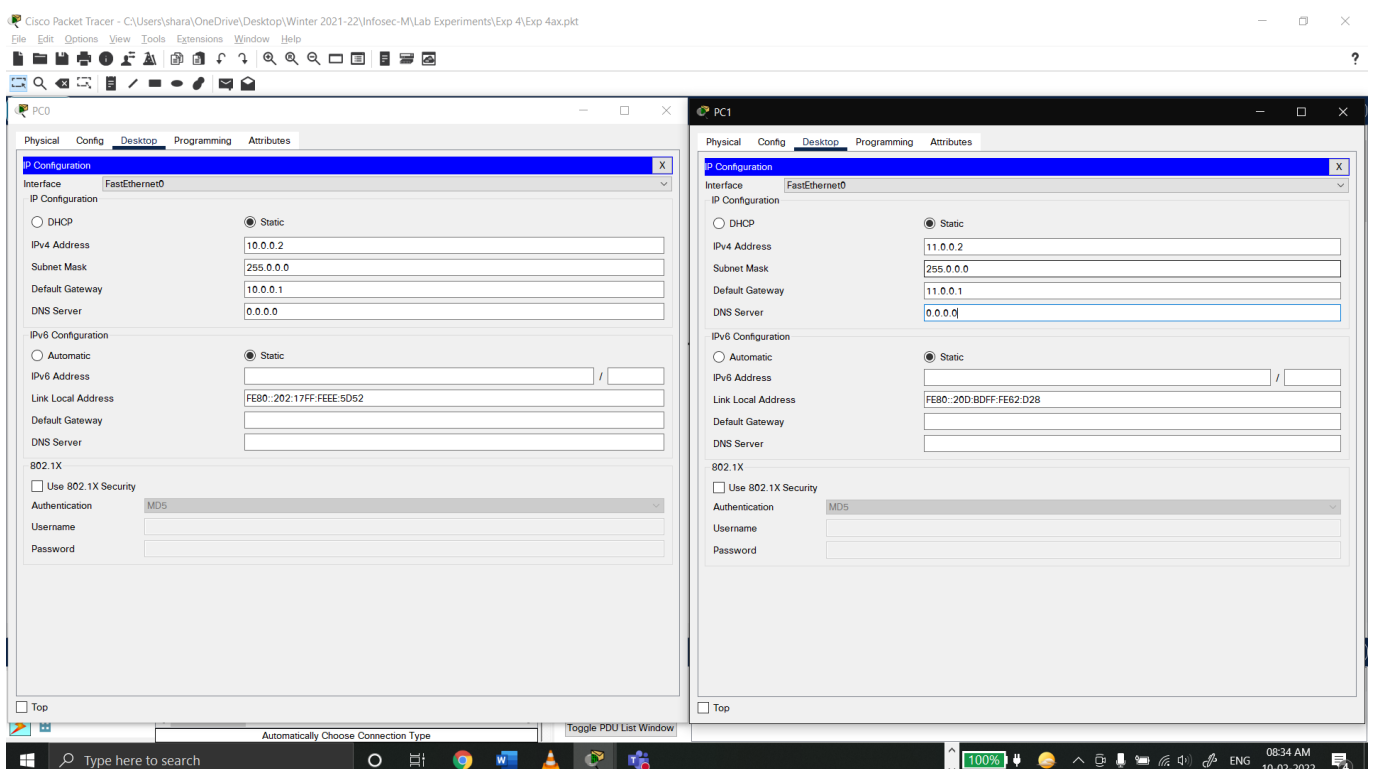 Cisco Packet Tracer - C:\Users\shara\OneDrive\Desktop\Winter 2021-22\Infosec-M\Lab Experiments\Exp 4\Exp 4ax.pkt
File Edit Options View Tools Extensions Window Help
?
PC0
Physical Config Desktop Programming Attributes
IP Configuration X
Interface FastEthernet0
IP Configuration
DHCP Static
IPv4 Address 10.0.0.2
Subnet Mask 255.0.0.0
Default Gateway 10.0.0.1
DNS Server 0.0.0.0
IPv6 Configuration
Automatic Static
IPv6 Address /
Link Local Address FE80::202:17FF:FEEE:5D52
Default Gateway
DNS Server
802.1X
Use 802.1X Security
Authentication MD5
Username
Password
Top
PC1
Physical Config Desktop Programming Attributes
IP Configuration X
Interface FastEthernet0
IP Configuration
DHCP Static
IPv4 Address 11.0.0.2
Subnet Mask 255.0.0.0
Default Gateway 11.0.0.1
DNS Server 0.0.0.0
IPv6 Configuration
Automatic Static
IPv6 Address /
Link Local Address FE80::20D:BDFF:FE62:D28
Default Gateway
DNS Server
802.1X
Use 802.1X Security
Authentication MD5
Username
Password
Top
Automatically Choose Connection Type
Toggle PDU List Window
Type here to search
100%
ENG
08:34 AM
10-02-2022
4